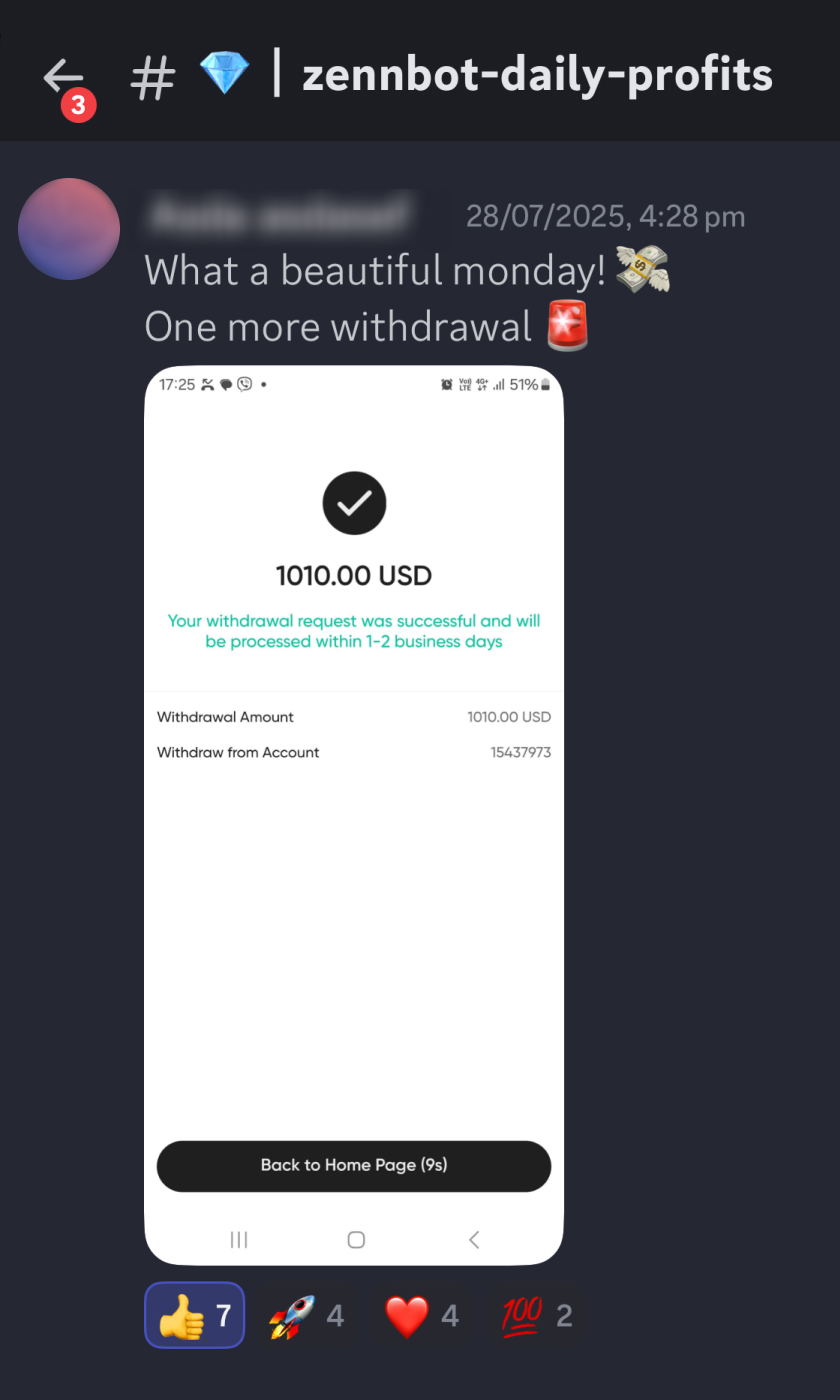 3
# 💎 | zennbot-daily-profits
28/07/2025, 4:28 pm
What a beautiful monday! 💸
One more withdrawal 🚨
17:25 51%
1010.00 USD
Your withdrawal request was successful and will
be processed within 1-2 business days
Withdrawal Amount 1010.00 USD
Withdraw from Account 15437973
Back to Home Page (9s)
👍 7 🚀 4 ❤️ 4 💯 2